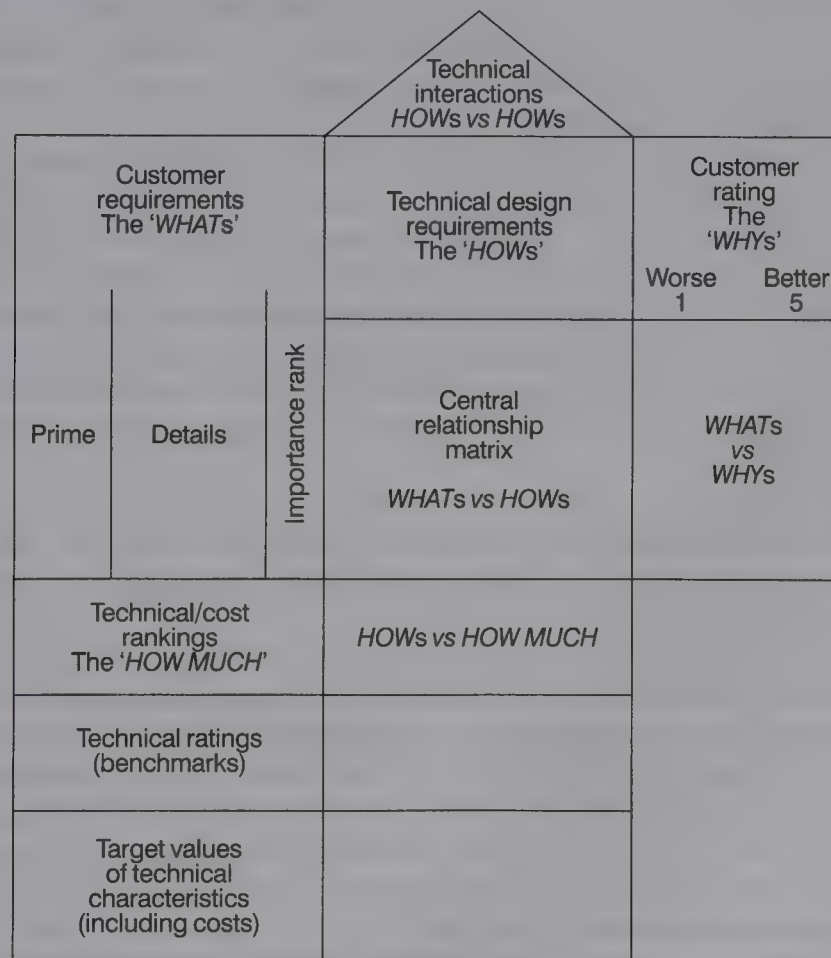 Technical
interactions
HOWs vs HOWs
Customer
requirements
The ‘WHATs’
Technical design
requirements
The ‘HOWs’
Customer
rating
The
‘WHYs’
Worse Better
1 5
Prime
Details
Importance rank
Central
relationship
matrix
WHATs vs HOWs
WHATs
vs
WHYs
Technical/cost
rankings
The ‘HOW MUCH’
HOWs vs HOW MUCH
Technical ratings
(benchmarks)
Target values
of technical
characteristics
(including costs)